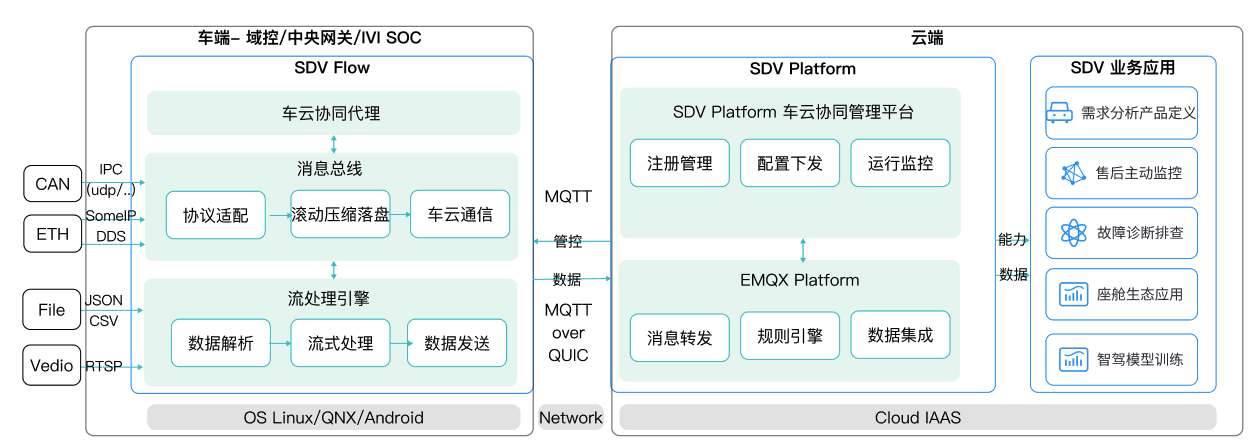 车端- 域控/中央网关/IVI SOC
SDV Flow
车云协同代理
消息总线
协议适配
滚动压缩落盘
车云通信
流处理引擎
数据解析
流式处理
数据发送
OS Linux/QNX/Android
CAN
IPC
(udp/..)
ETH
SomeIP
DDS
File
JSON
CSV
Vedio
RTSP
MQTT
管控
数据
MQTT
over
QUIC
Network
云端
SDV Platform
SDV Platform 车云协同管理平台
注册管理
配置下发
运行监控
EMQX Platform
消息转发
规则引擎
数据集成
Cloud IAAS
能力
数据
SDV 业务应用
需求分析产品定义
售后主动监控
故障诊断排查
座舱生态应用
智驾模型训练